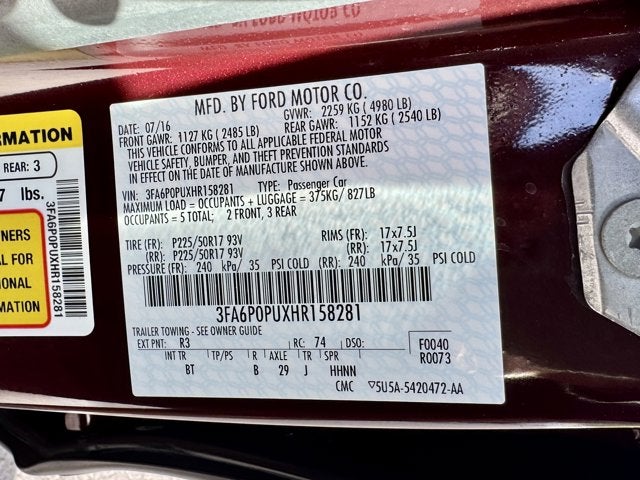 MFD. BY FORD MOTOR CO.
DATE: 07/16 GVWR: 2259 KG ( 4980 LB)
FRONT GAWR: 1127 KG ( 2485 LB) REAR GAWR: 1152 KG ( 2540 LB)
THIS VEHICLE CONFORMS TO ALL APPLICABLE FEDERAL MOTOR
VEHICLE SAFETY, BUMPER, AND THEFT PREVENTION STANDARDS IN
EFFECT ON THE DATE OF MANUFACTURE SHOWN ABOVE.
VIN: 3FA6P0PUXHR158281 TYPE: Passenger Car
MAXIMUM LOAD = OCCUPANTS + LUGGAGE = 375KG/ 827LB
OCCUPANTS = 5 TOTAL; 2 FRONT, 3 REAR
TIRE (FR): P225/50R17 93V RIMS (FR): 17x7.5J
(RR): P225/50R17 93V (RR): 17x7.5J
PRESSURE (FR): 240 kPa/ 35 PSI COLD (RR): 240 kPa/ 35 PSI COLD
3FA6P0PUXHR158281
TRAILER TOWING - SEE OWNER GUIDE
EXT PNT: R3 RC: 74 DSO: F0040
R0073
INT TR TP/PS R AXLE TR SPR
BT B 29 J HHNN
CMC ▽5U5A-5420472-AA
REAR: 3
7 lbs.
3FA6P0PUXHR158281